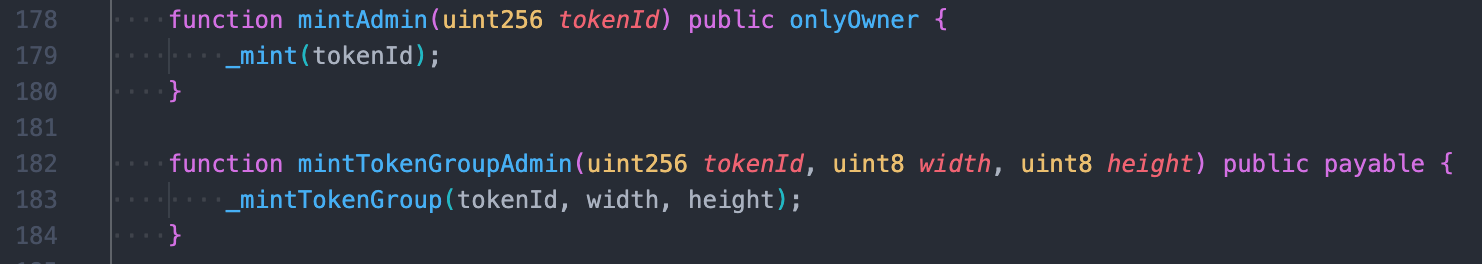 178 function mintAdmin(uint256 tokenId) public onlyOwner {
179 _mint(tokenId);
180 }
181
182 function mintTokenGroupAdmin(uint256 tokenId, uint8 width, uint8 height) public payable {
183 _mintTokenGroup(tokenId, width, height);
184 }